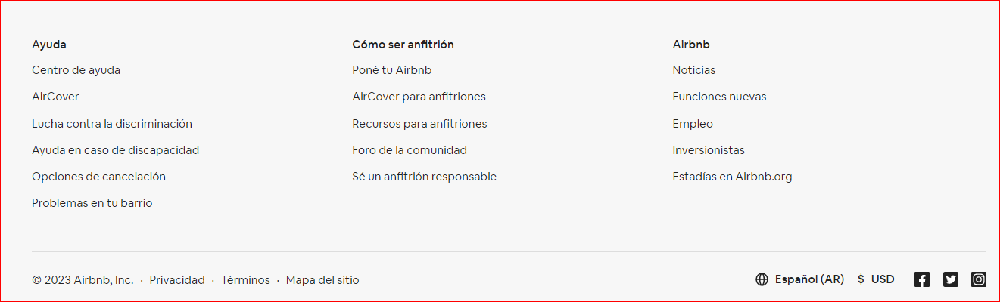 Ayuda
Centro de ayuda
AirCover
Lucha contra la discriminación
Ayuda en caso de discapacidad
Opciones de cancelación
Problemas en tu barrio
Cómo ser anfitrión
Poné tu Airbnb
AirCover para anfitriones
Recursos para anfitriones
Foro de la comunidad
Sé un anfitrión responsable
Airbnb
Noticias
Funciones nuevas
Empleo
Inversionistas
Estadías en Airbnb.org
© 2023 Airbnb, Inc. · Privacidad · Términos · Mapa del sitio
Español (AR) $ USD